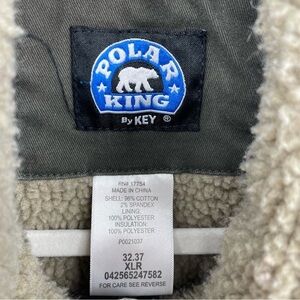 POLAR
KING
By KEY ®
RN# 17754
MADE IN MYANMAR
SHELL: 98% COTTON
2% SPANDEX
LINING:
100% POLYESTER
INSULATION:
100% POLYESTER
P0021037
32.37
XLR
042565247582
FOR CARE SEE REVERSE